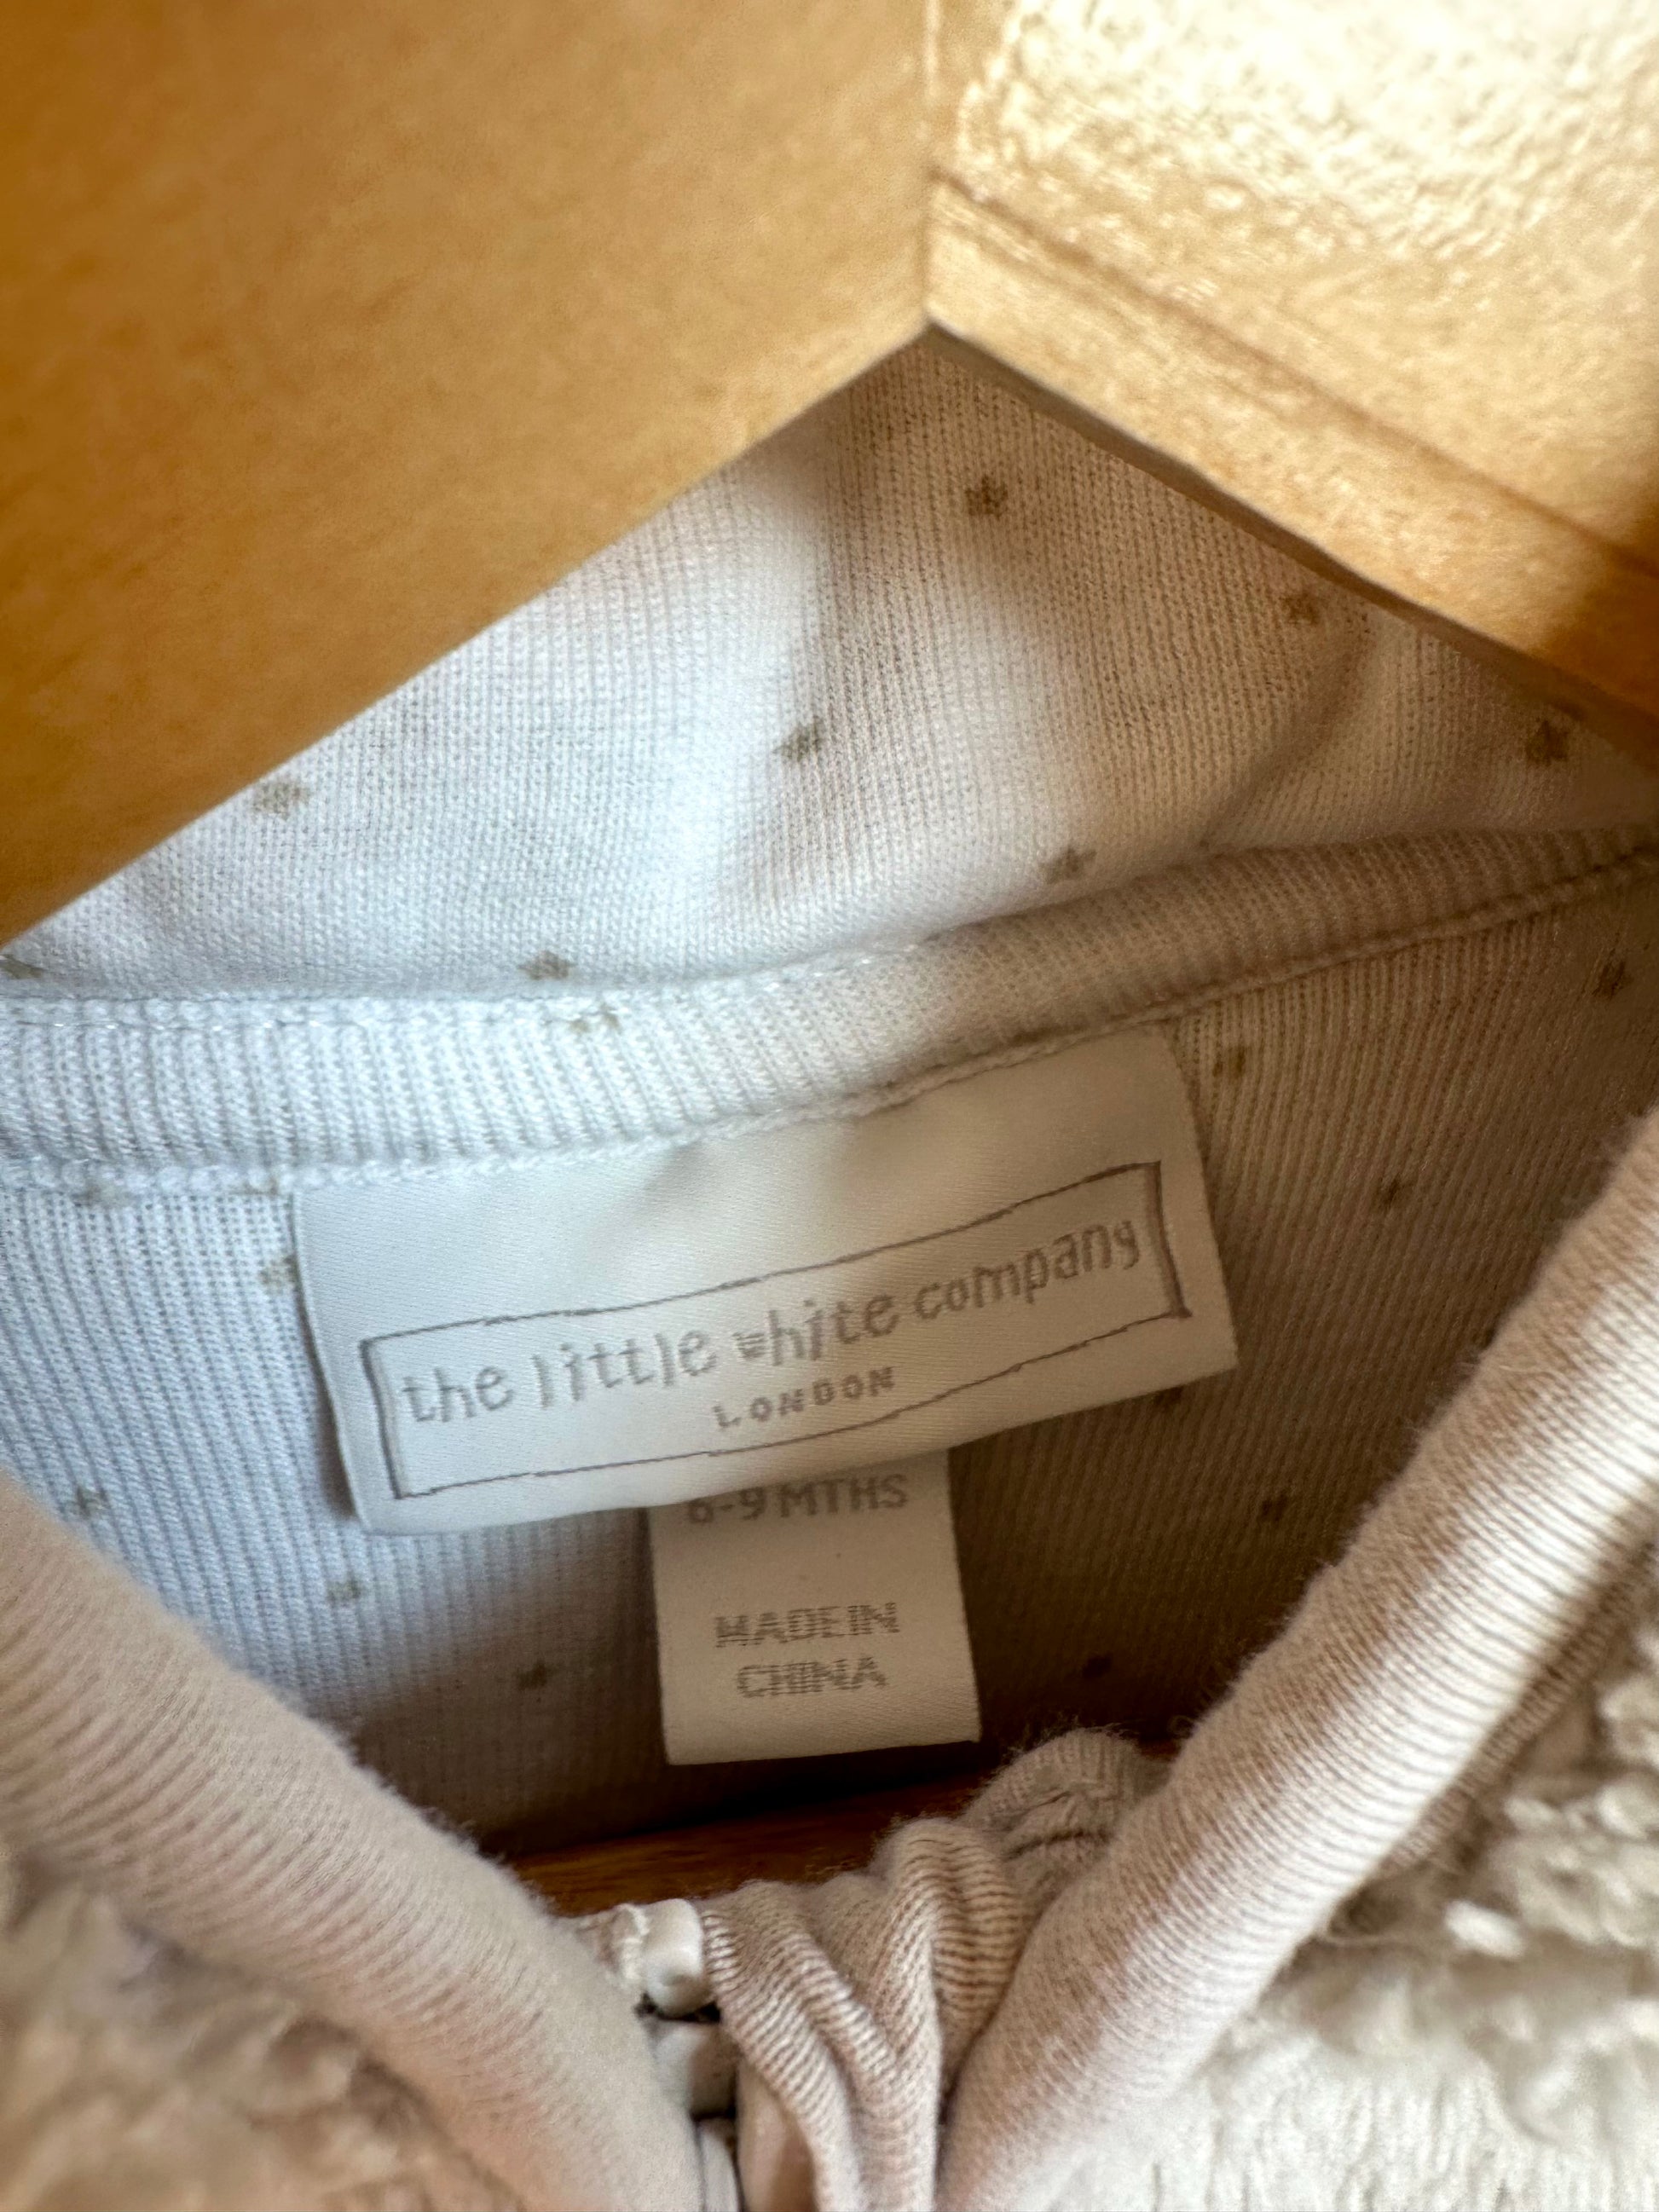 the little white company
LONDON
6-9 MTHS
MADE IN
CHINA